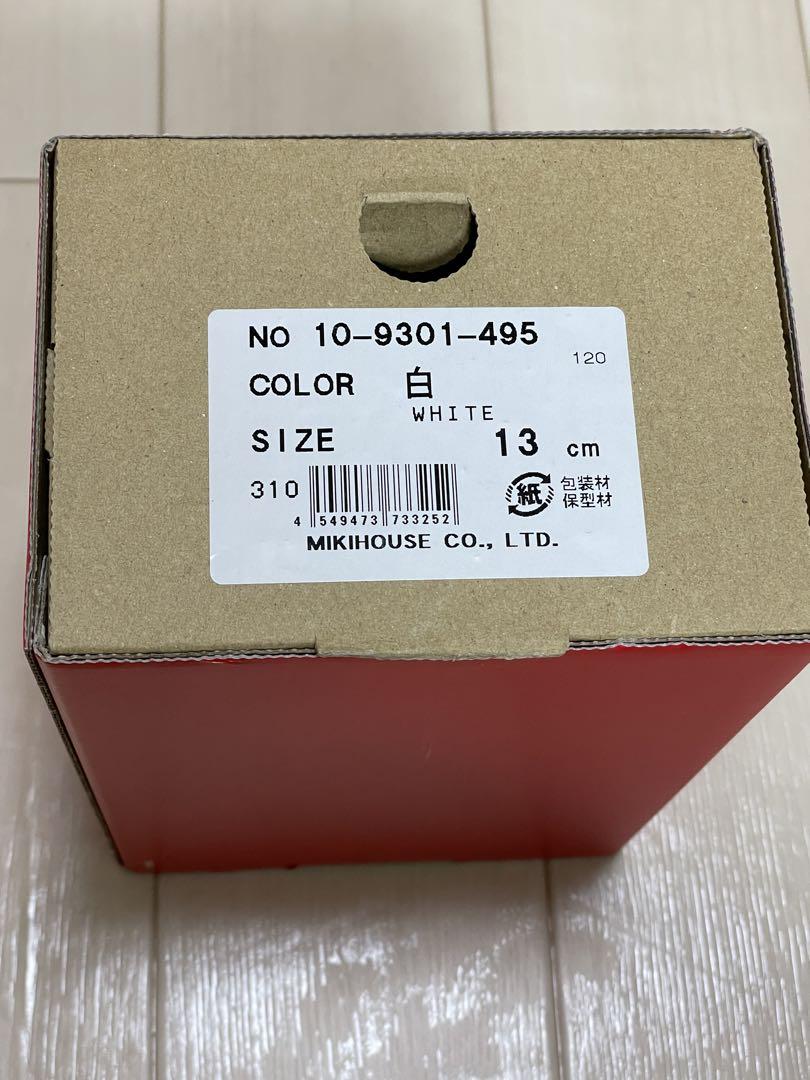 NO 10-9301-495
120
COLOR 白
WHITE
SIZE 13 cm
310
紙 包装材
保型材
4 549473 733252
MIKIHOUSE CO., LTD.